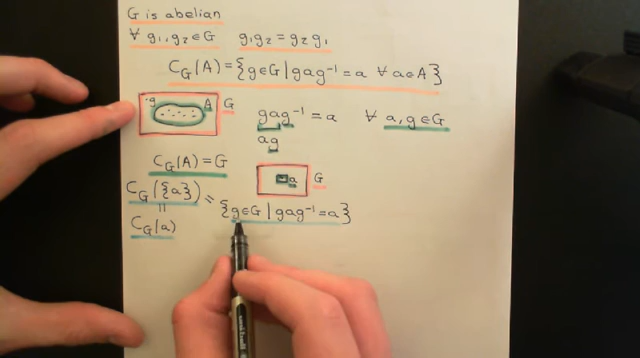 G is abelian
∀ g₁,g₂∈G   g₁g₂ = g₂g₁
C_G(A) = {g∈G | gag⁻¹ = a ∀ a∈A}
g A G   gag⁻¹ = a   ∀ a,g∈G
ag
C_G(A) = G
a G
C_G({a}) = {g∈G | gag⁻¹ = a}
=
C_G(a)